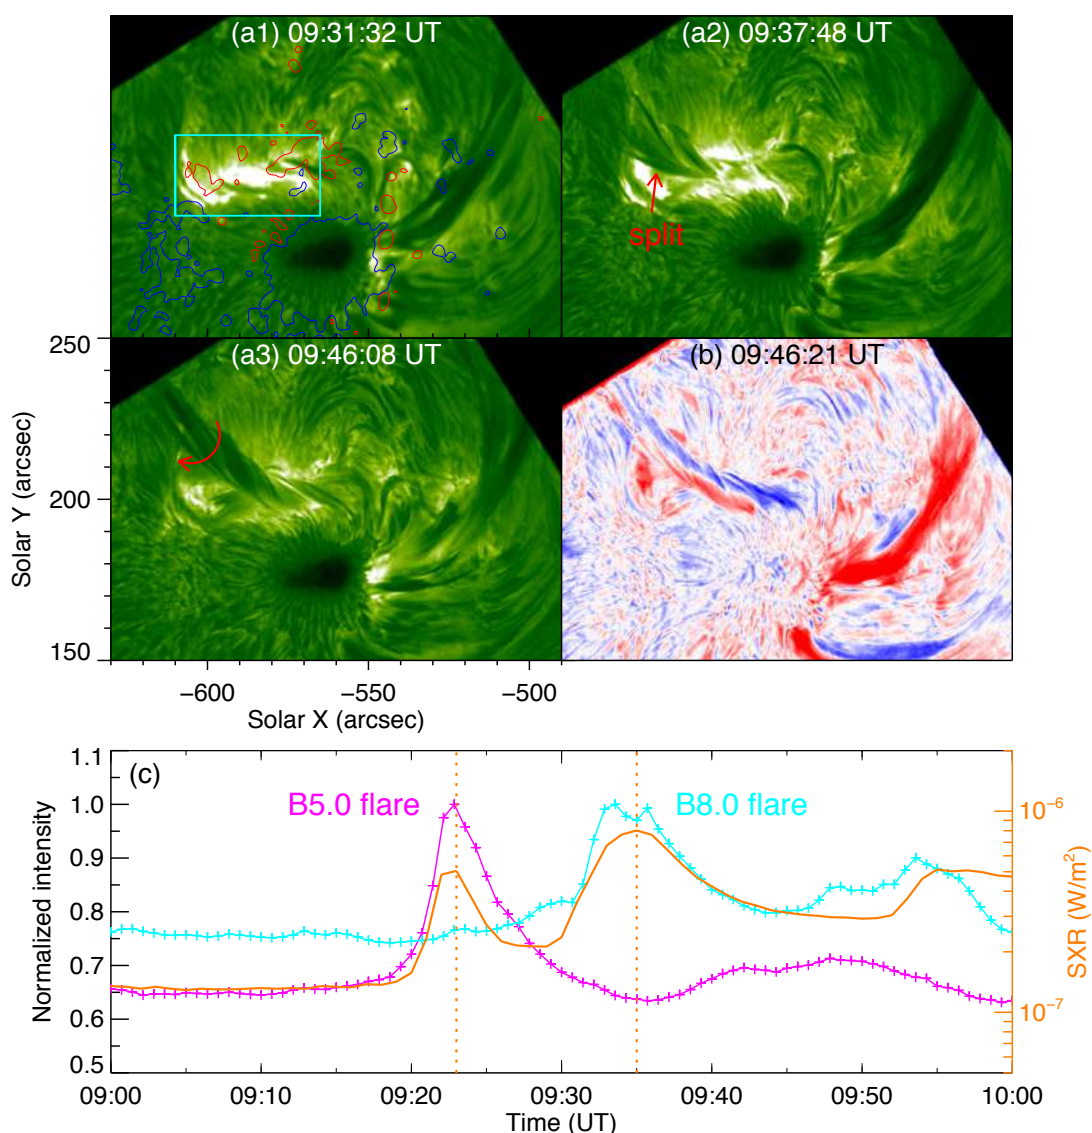 (a1) 09:31:32 UT
(a2) 09:37:48 UT
split
(a3) 09:46:08 UT
(b) 09:46:21 UT
250
200
150
Solar Y (arcsec)
−600
−550
−500
Solar X (arcsec)
(c)
B5.0 flare
B8.0 flare
1.1
1.0
0.9
0.8
0.7
0.6
0.5
Normalized intensity
10⁻⁶
10⁻⁷
SXR (W/m²)
09:00
09:10
09:20
09:30
09:40
09:50
10:00
Time (UT)